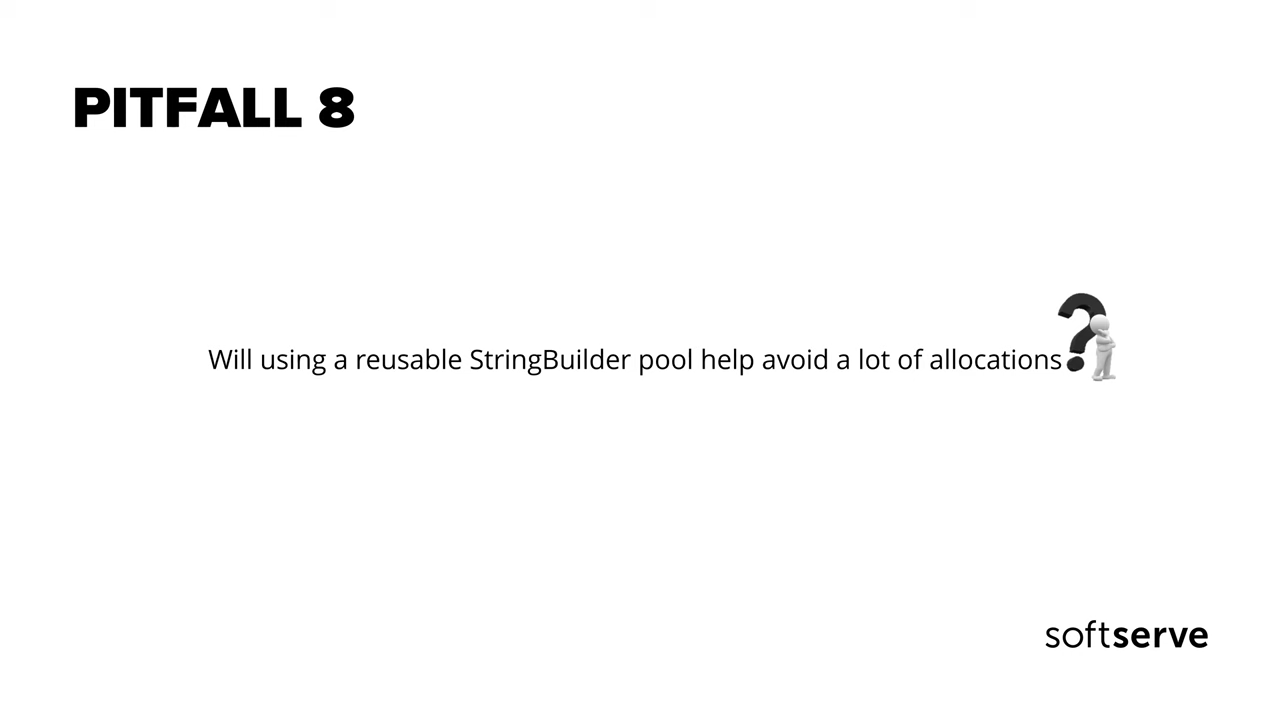 PITFALL 8
Will using a reusable StringBuilder pool help avoid a lot of allocations?
softserve